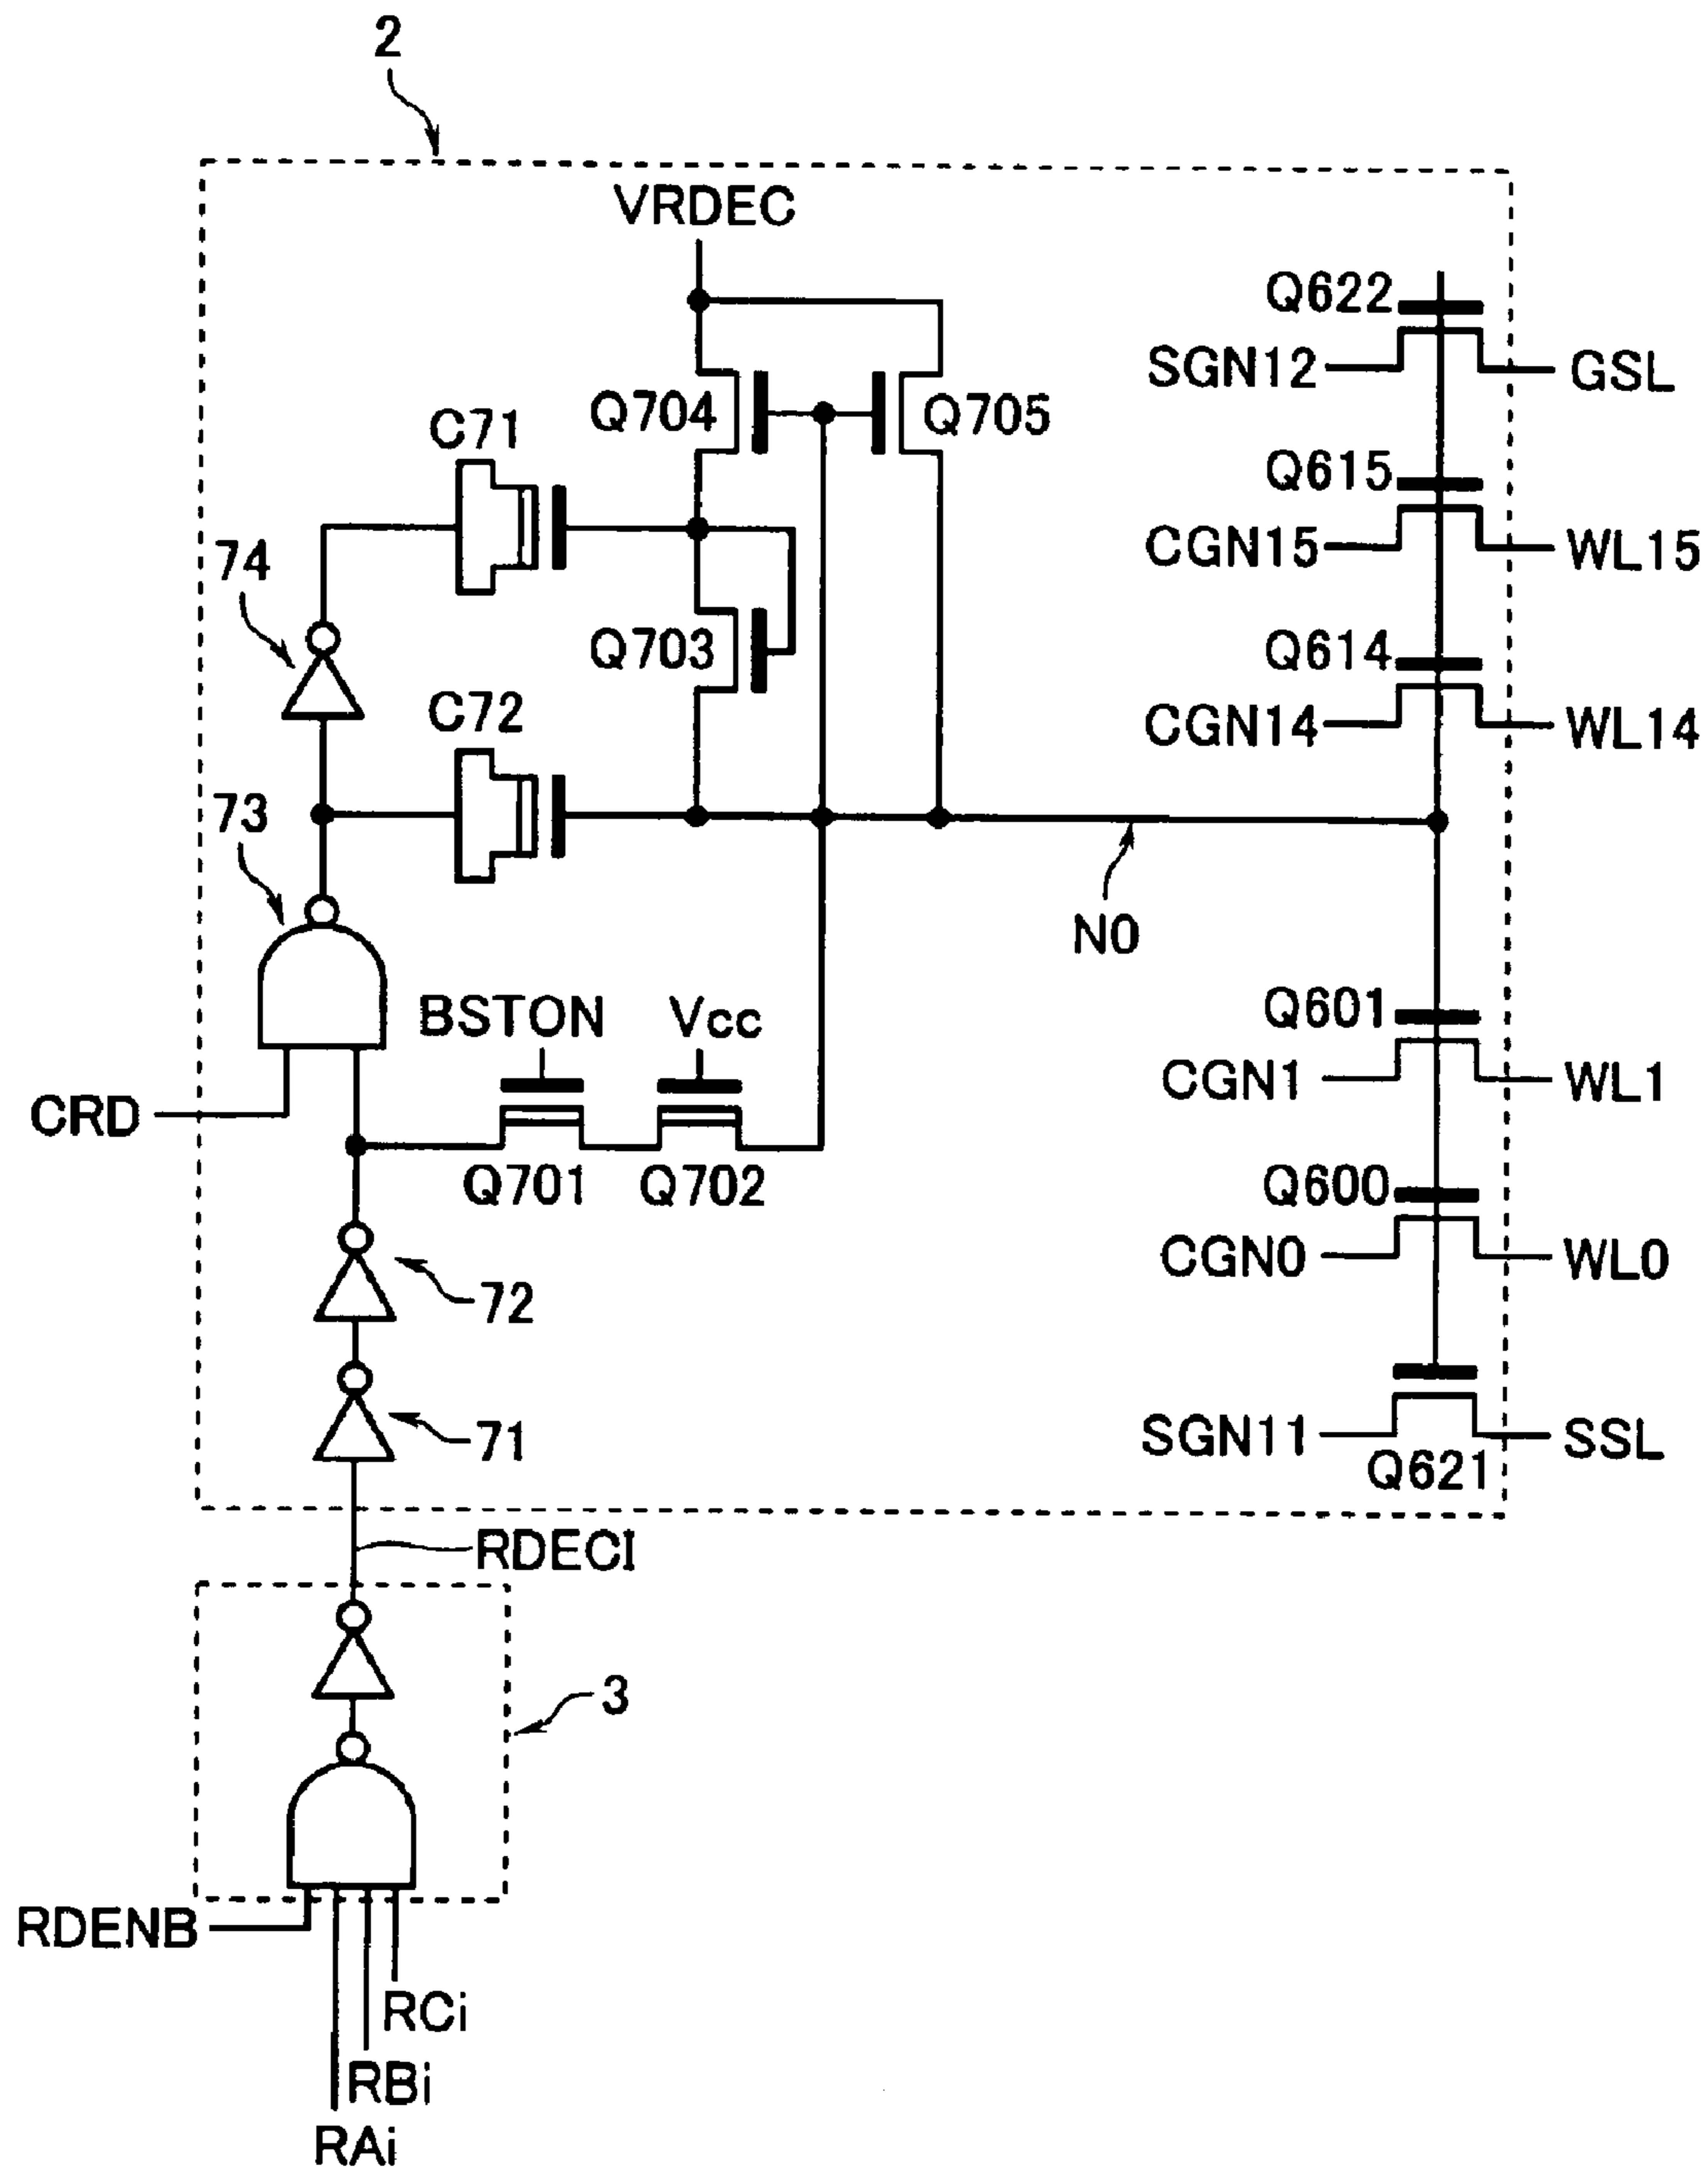 2
VRDEC
Q622
SGN12
GSL
Q704
Q705
C71
Q615
CGN15
WL15
74
Q703
Q614
C72
CGN14
WL14
73
N0
BSTON
Vcc
Q601
CGN1
WL1
CRD
Q701
Q702
Q600
CGN0
WL0
72
71
SGN11
SSL
Q621
RDECI
3
RDENB
RCi
RBi
RAi